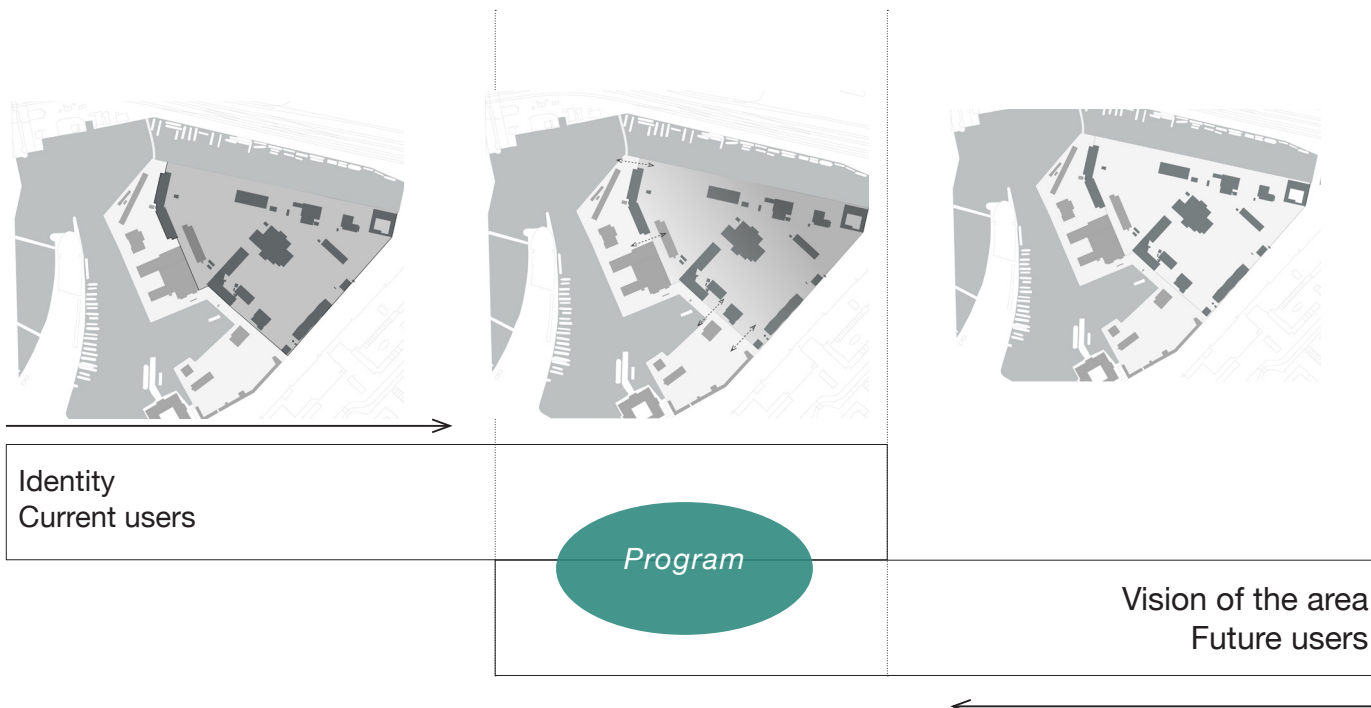 Identity
Current users
Program
Vision of the area
Future users